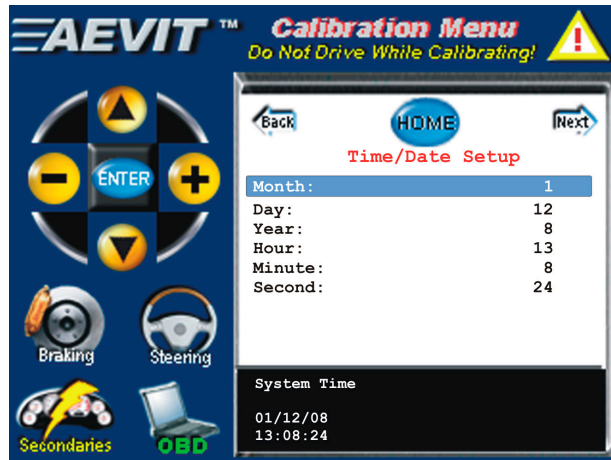 AEVIT ™
Calibration Menu
Do Not Drive While Calibrating!
!
Back
HOME
Next
Time/Date Setup
ENTER
Month: 1
Day: 12
Year: 8
Hour: 13
Minute: 8
Second: 24
Braking
Steering
Secondaries
OBD
System Time
01/12/08
13:08:24